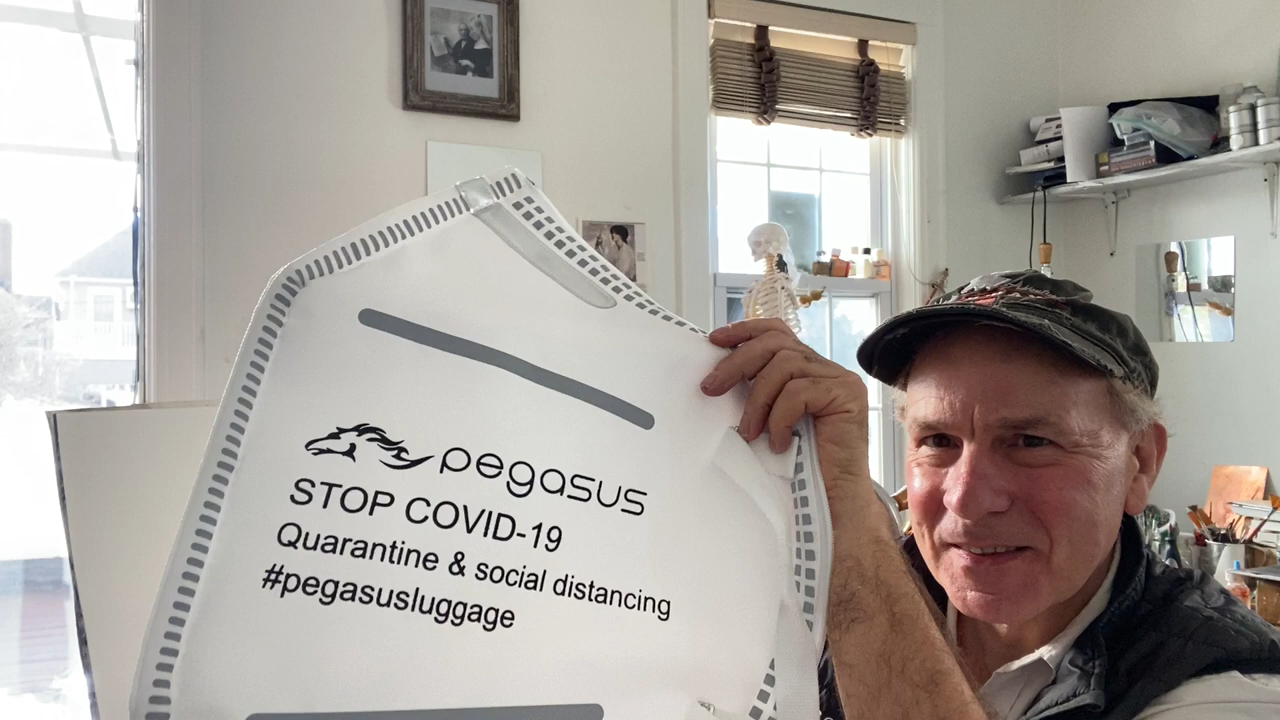 pegasus
STOP COVID-19
Quarantine & social distancing
#pegasusluggage